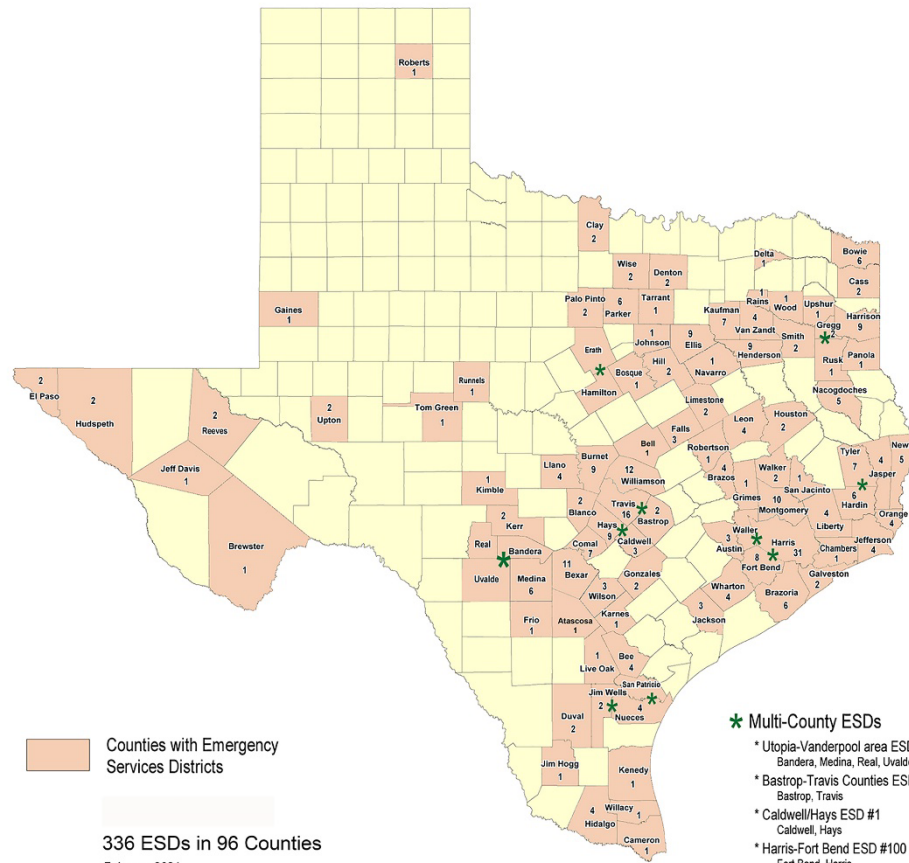 Roberts
1
Clay
2
Wise
2
Denton
2
Delta
1
Bowie
6
Cass
2
Gaines
1
Palo Pinto
2
6
Parker
Tarrant
1
Kaufman
7
1
Rains
1
Wood
Upshur
1
Harrison
9
4
Van Zandt
Gregg
2
Smith
2
Erath
1
Johnson
9
Ellis
9
Henderson
Rusk
1
Panola
1
Hill
2
1
Navarro
Bosque
1
Hamilton
Nacogdoches
5
2
El Paso
2
Hudspeth
2
Reeves
2
Upton
Runnels
1
Tom Green
1
Limestone
2
Leon
4
Houston
2
Falls
3
Bell
1
Robertson
1
Jeff Davis
1
Burnet
9
12
Williamson
Llano
4
4
Brazos
Walker
2
1
San Jacinto
1
Grimes
10
Montgomery
Tyler
7
4
Jasper
New
5
6
Hardin
1
Kimble
2
Blanco
Travis
16
2
Bastrop
2
Kerr
Hays
9
Caldwell
3
Comal
7
4
Liberty
Orange
4
Waller
3
Austin
Harris
31
Chambers
1
Jefferson
4
8
Fort Bend
Real
Bandera
Brewster
1
Uvalde
Medina
6
11
Bexar
3
Wilson
Gonzales
2
Wharton
4
Galveston
2
Brazoria
6
Frio
1
Atascosa
1
Karnes
1
3
Jackson
1
Live Oak
Bee
4
San Patricio
Jim Wells
2
4
Nueces
Duval
2
Jim Hogg
1
Kenedy
1
4
Hidalgo
Willacy
1
Cameron
1
Counties with Emergency
Services Districts
336 ESDs in 96 Counties
* Multi-County ESDs
* Utopia-Vanderpool area ESD
Bandera, Medina, Real, Uvalde
* Bastrop-Travis Counties ES
Bastrop, Travis
* Caldwell/Hays ESD #1
Caldwell, Hays
* Harris-Fort Bend ESD #100